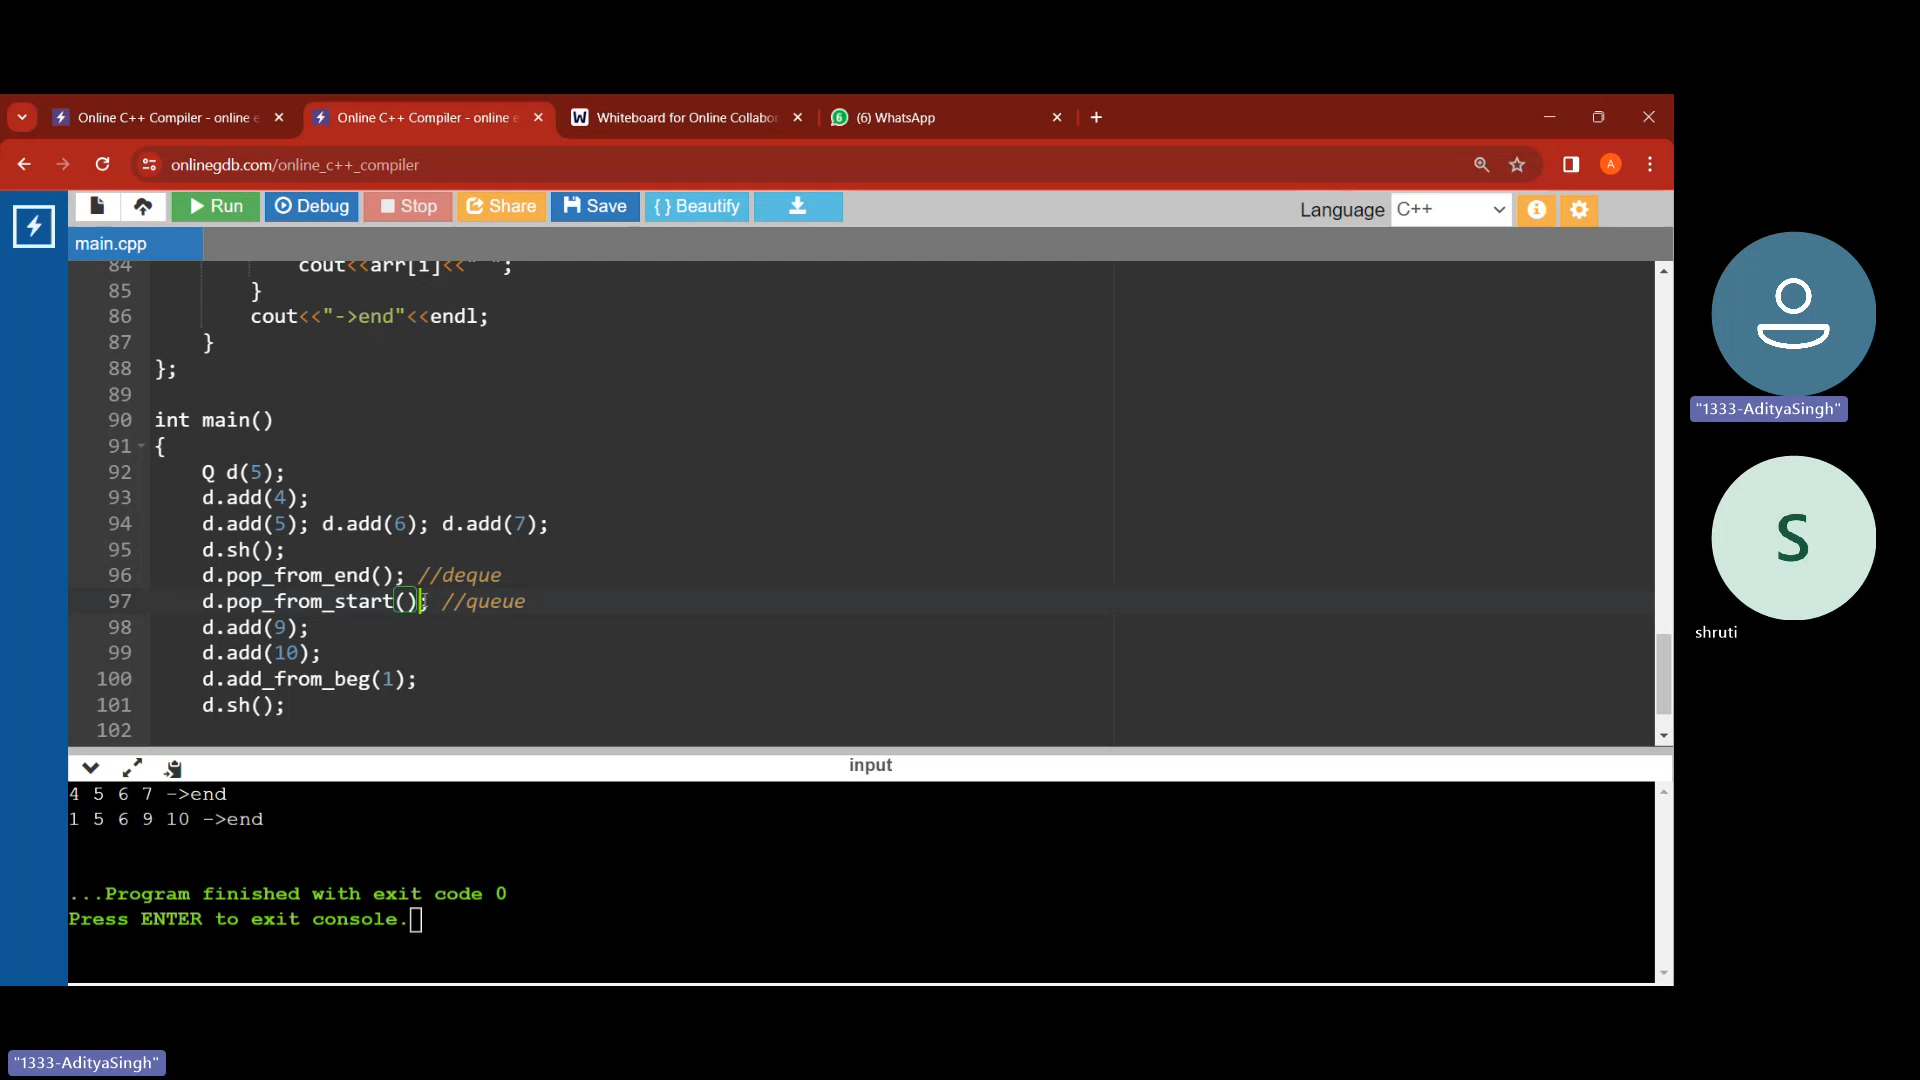 Online C++ Compiler - online e
Online C++ Compiler - online e
Whiteboard for Online Collabor
(6) WhatsApp
onlinegdb.com/online_c++_compiler
A
Run
Debug
Stop
Share
Save
{ } Beautify
Language
C++
main.cpp
84 cout<<arr[i]<<" ";
85 }
86 cout<<"->end"<<endl;
87 }
88 };
89
90 int main()
91 {
92 Q d(5);
93 d.add(4);
94 d.add(5); d.add(6); d.add(7);
95 d.sh();
96 d.pop_from_end(); //deque
97 d.pop_from_start(); //queue
98 d.add(9);
99 d.add(10);
100 d.add_from_beg(1);
101 d.sh();
102
input
4 5 6 7 ->end
1 5 6 9 10 ->end
...Program finished with exit code 0
Press ENTER to exit console.
"1333-AdityaSingh"
S
shruti
"1333-AdityaSingh"